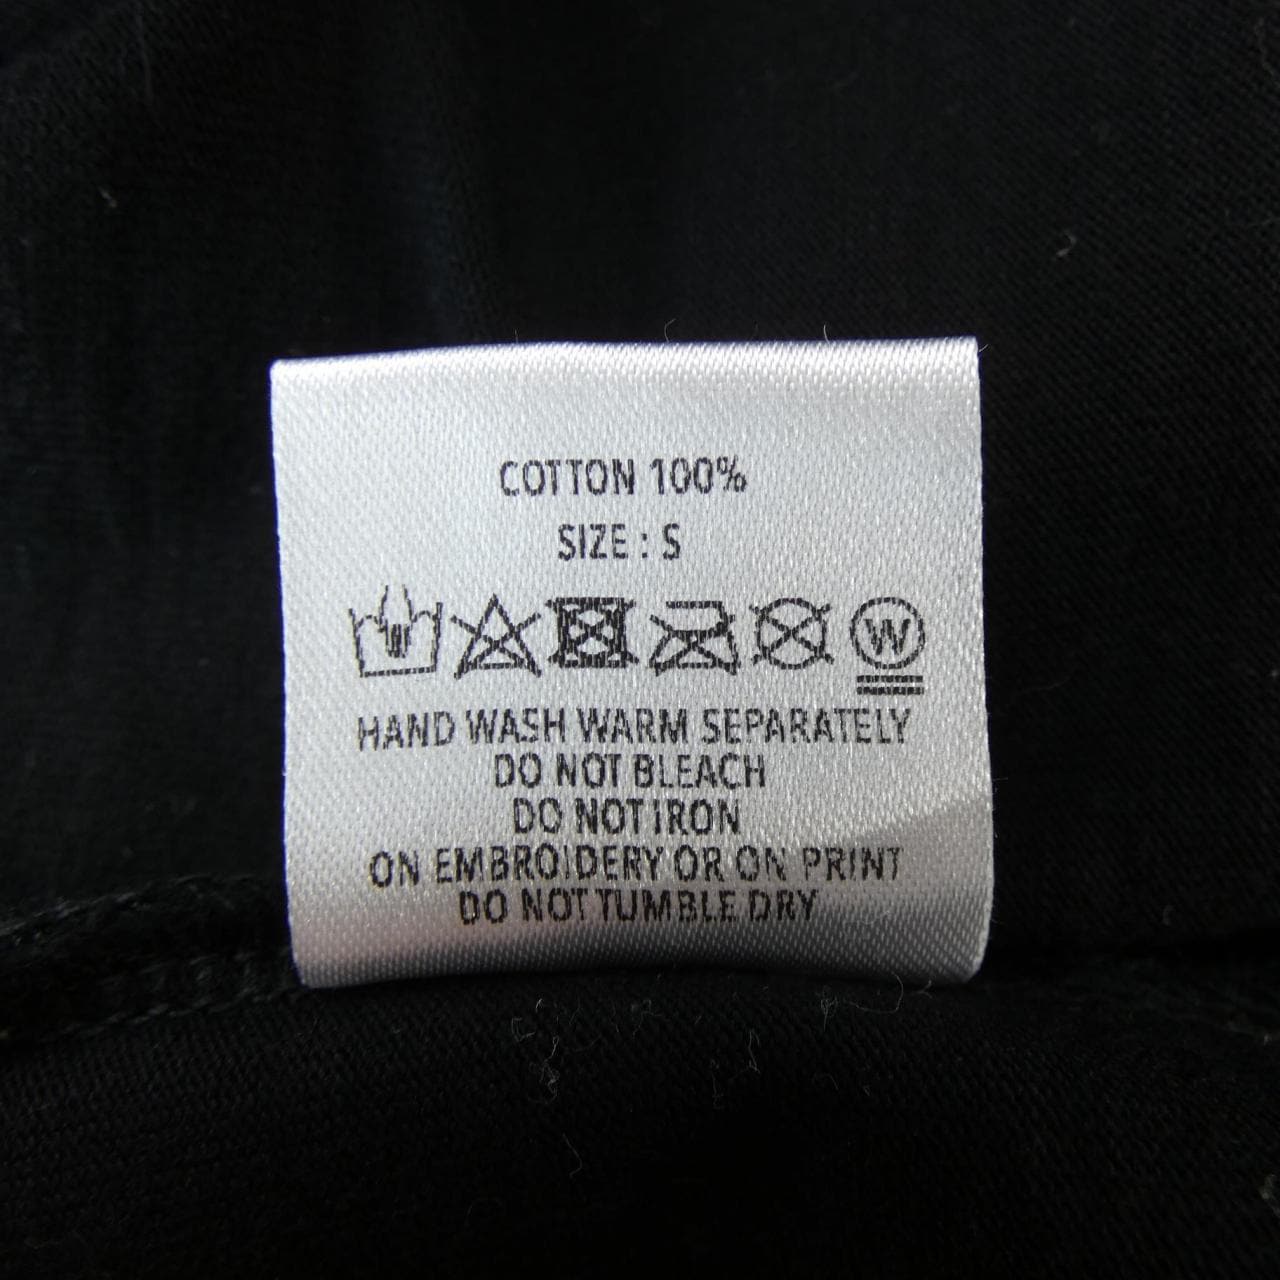 COTTON 100%
SIZE : S
W
HAND WASH WARM SEPARATELY
DO NOT BLEACH
DO NOT IRON
ON EMBROIDERY OR ON PRINT
DO NOT TUMBLE DRY